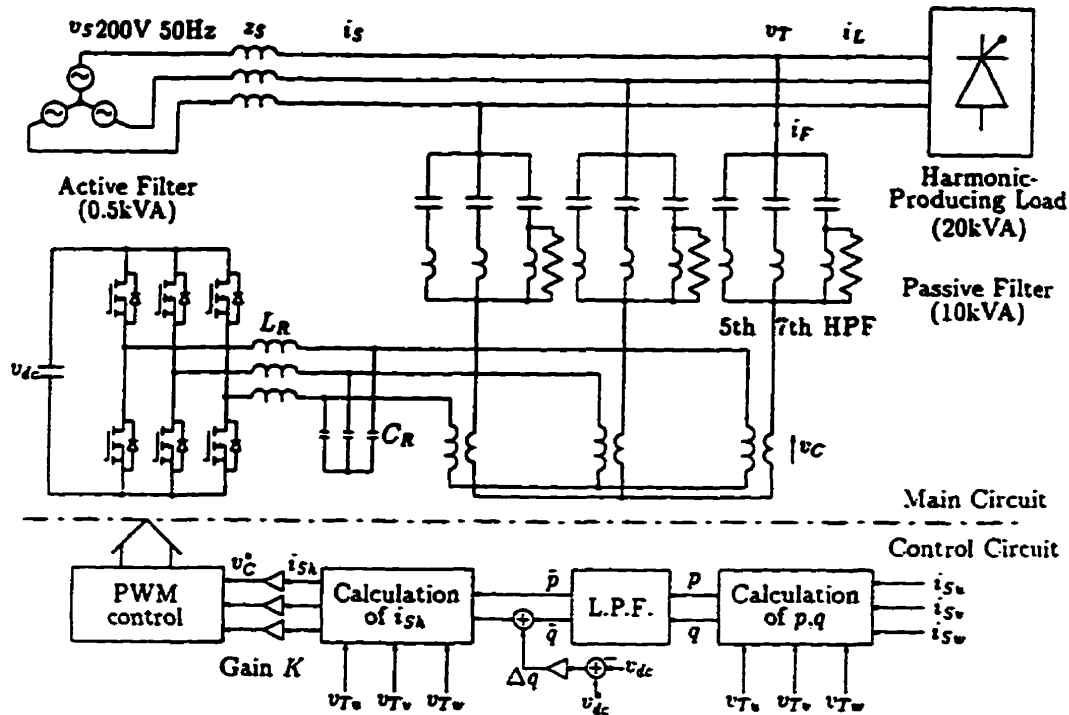 vS 200V 50Hz zS iS vT iL
iF
Active Filter
(0.5kVA)
Harmonic-
Producing Load
(20kVA)
Passive Filter
(10kVA)
5th 7th HPF
LR
vdc
CR
vC
Main Circuit
Control Circuit
PWM
control
v*C
iSh
Calculation
of iSh
p̄
q̄
L.P.F.
p
q
Calculation
of p.q
iSu
iSv
iSw
Gain K
Δq
vdc
v*dc
vTu vTv vTw
vTu vTv vTw